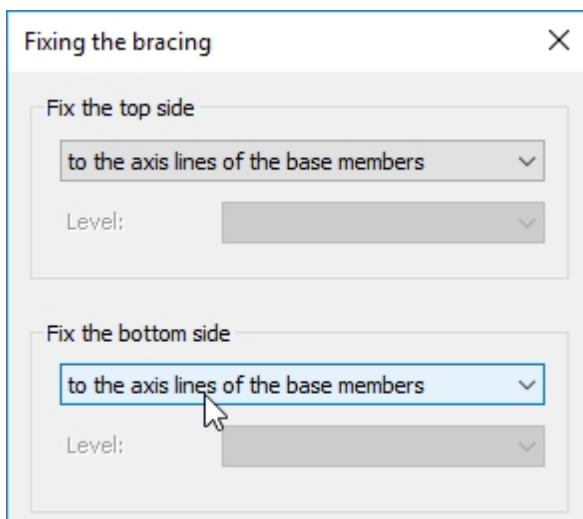 Fixing the bracing
Fix the top side
to the axis lines of the base members
Level:
Fix the bottom side
to the axis lines of the base members
Level: